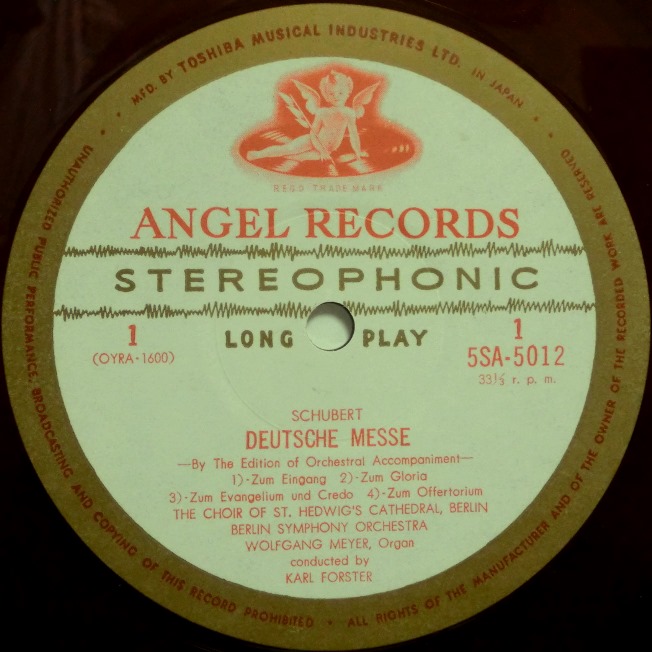 MFD. BY TOSHIBA MUSICAL INDUSTRIES LTD. IN JAPAN
REGD TRADE-MARK
ANGEL RECORDS
STEREOPHONIC
LONG PLAY
1
(OYRA-1600)
1
5SA-5012
33⅓ r. p. m.
SCHUBERT
DEUTSCHE MESSE
—By The Edition of Orchestral Accompaniment—
1)-Zum Eingang 2)-Zum Gloria
3)-Zum Evangelium und Credo 4)-Zum Offertorium
THE CHOIR OF ST. HEDWIG'S CATHEDRAL, BERLIN
BERLIN SYMPHONY ORCHESTRA
WOLFGANG MEYER, Organ
conducted by
KARL FORSTER
ALL RIGHTS OF THE MANUFACTURER AND OF THE OWNER OF THE RECORDED WORK ARE RESERVED
UNAUTHORIZED PUBLIC PERFORMANCE, BROADCASTING AND COPYING OF THIS RECORD PROHIBITED